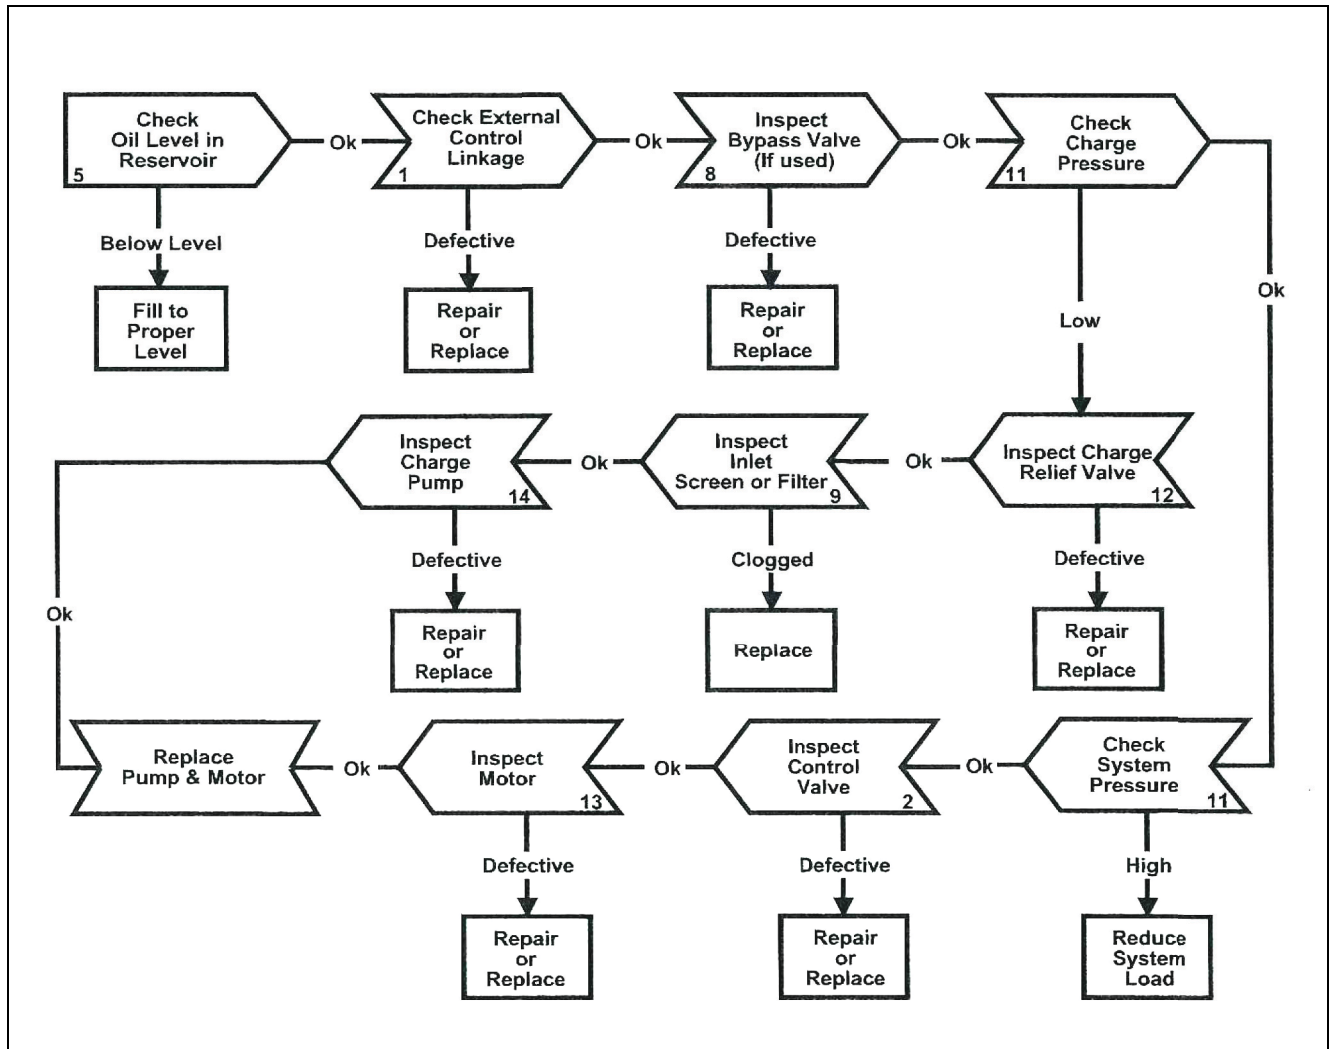 Check
Oil Level in
Reservoir
5
Ok
Check External
Control
Linkage
1
Ok
Inspect
Bypass Valve
(If used)
8
Ok
Check
Charge
Pressure
11
Below Level
Defective
Defective
Low
Ok
Fill to
Proper
Level
Repair
or
Replace
Repair
or
Replace
Inspect Charge
Relief Valve
12
Ok
Inspect
Inlet
Screen or Filter
9
Ok
Inspect
Charge
Pump
14
Defective
Clogged
Defective
Ok
Repair
or
Replace
Replace
Repair
or
Replace
Check
System
Pressure
11
Ok
Inspect
Control
Valve
2
Ok
Inspect
Motor
13
Ok
Replace
Pump & Motor
High
Defective
Defective
Reduce
System
Load
Repair
or
Replace
Repair
or
Replace